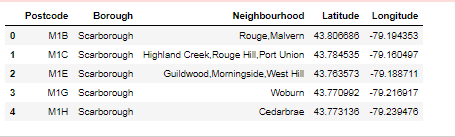 Postcode Borough Neighbourhood Latitude Longitude
0 M1B Scarborough Rouge,Malvern 43.806686 -79.194353
1 M1C Scarborough Highland Creek,Rouge Hill,Port Union 43.784535 -79.160497
2 M1E Scarborough Guildwood,Morningside,West Hill 43.763573 -79.188711
3 M1G Scarborough Woburn 43.770992 -79.216917
4 M1H Scarborough Cedarbrae 43.773136 -79.239476